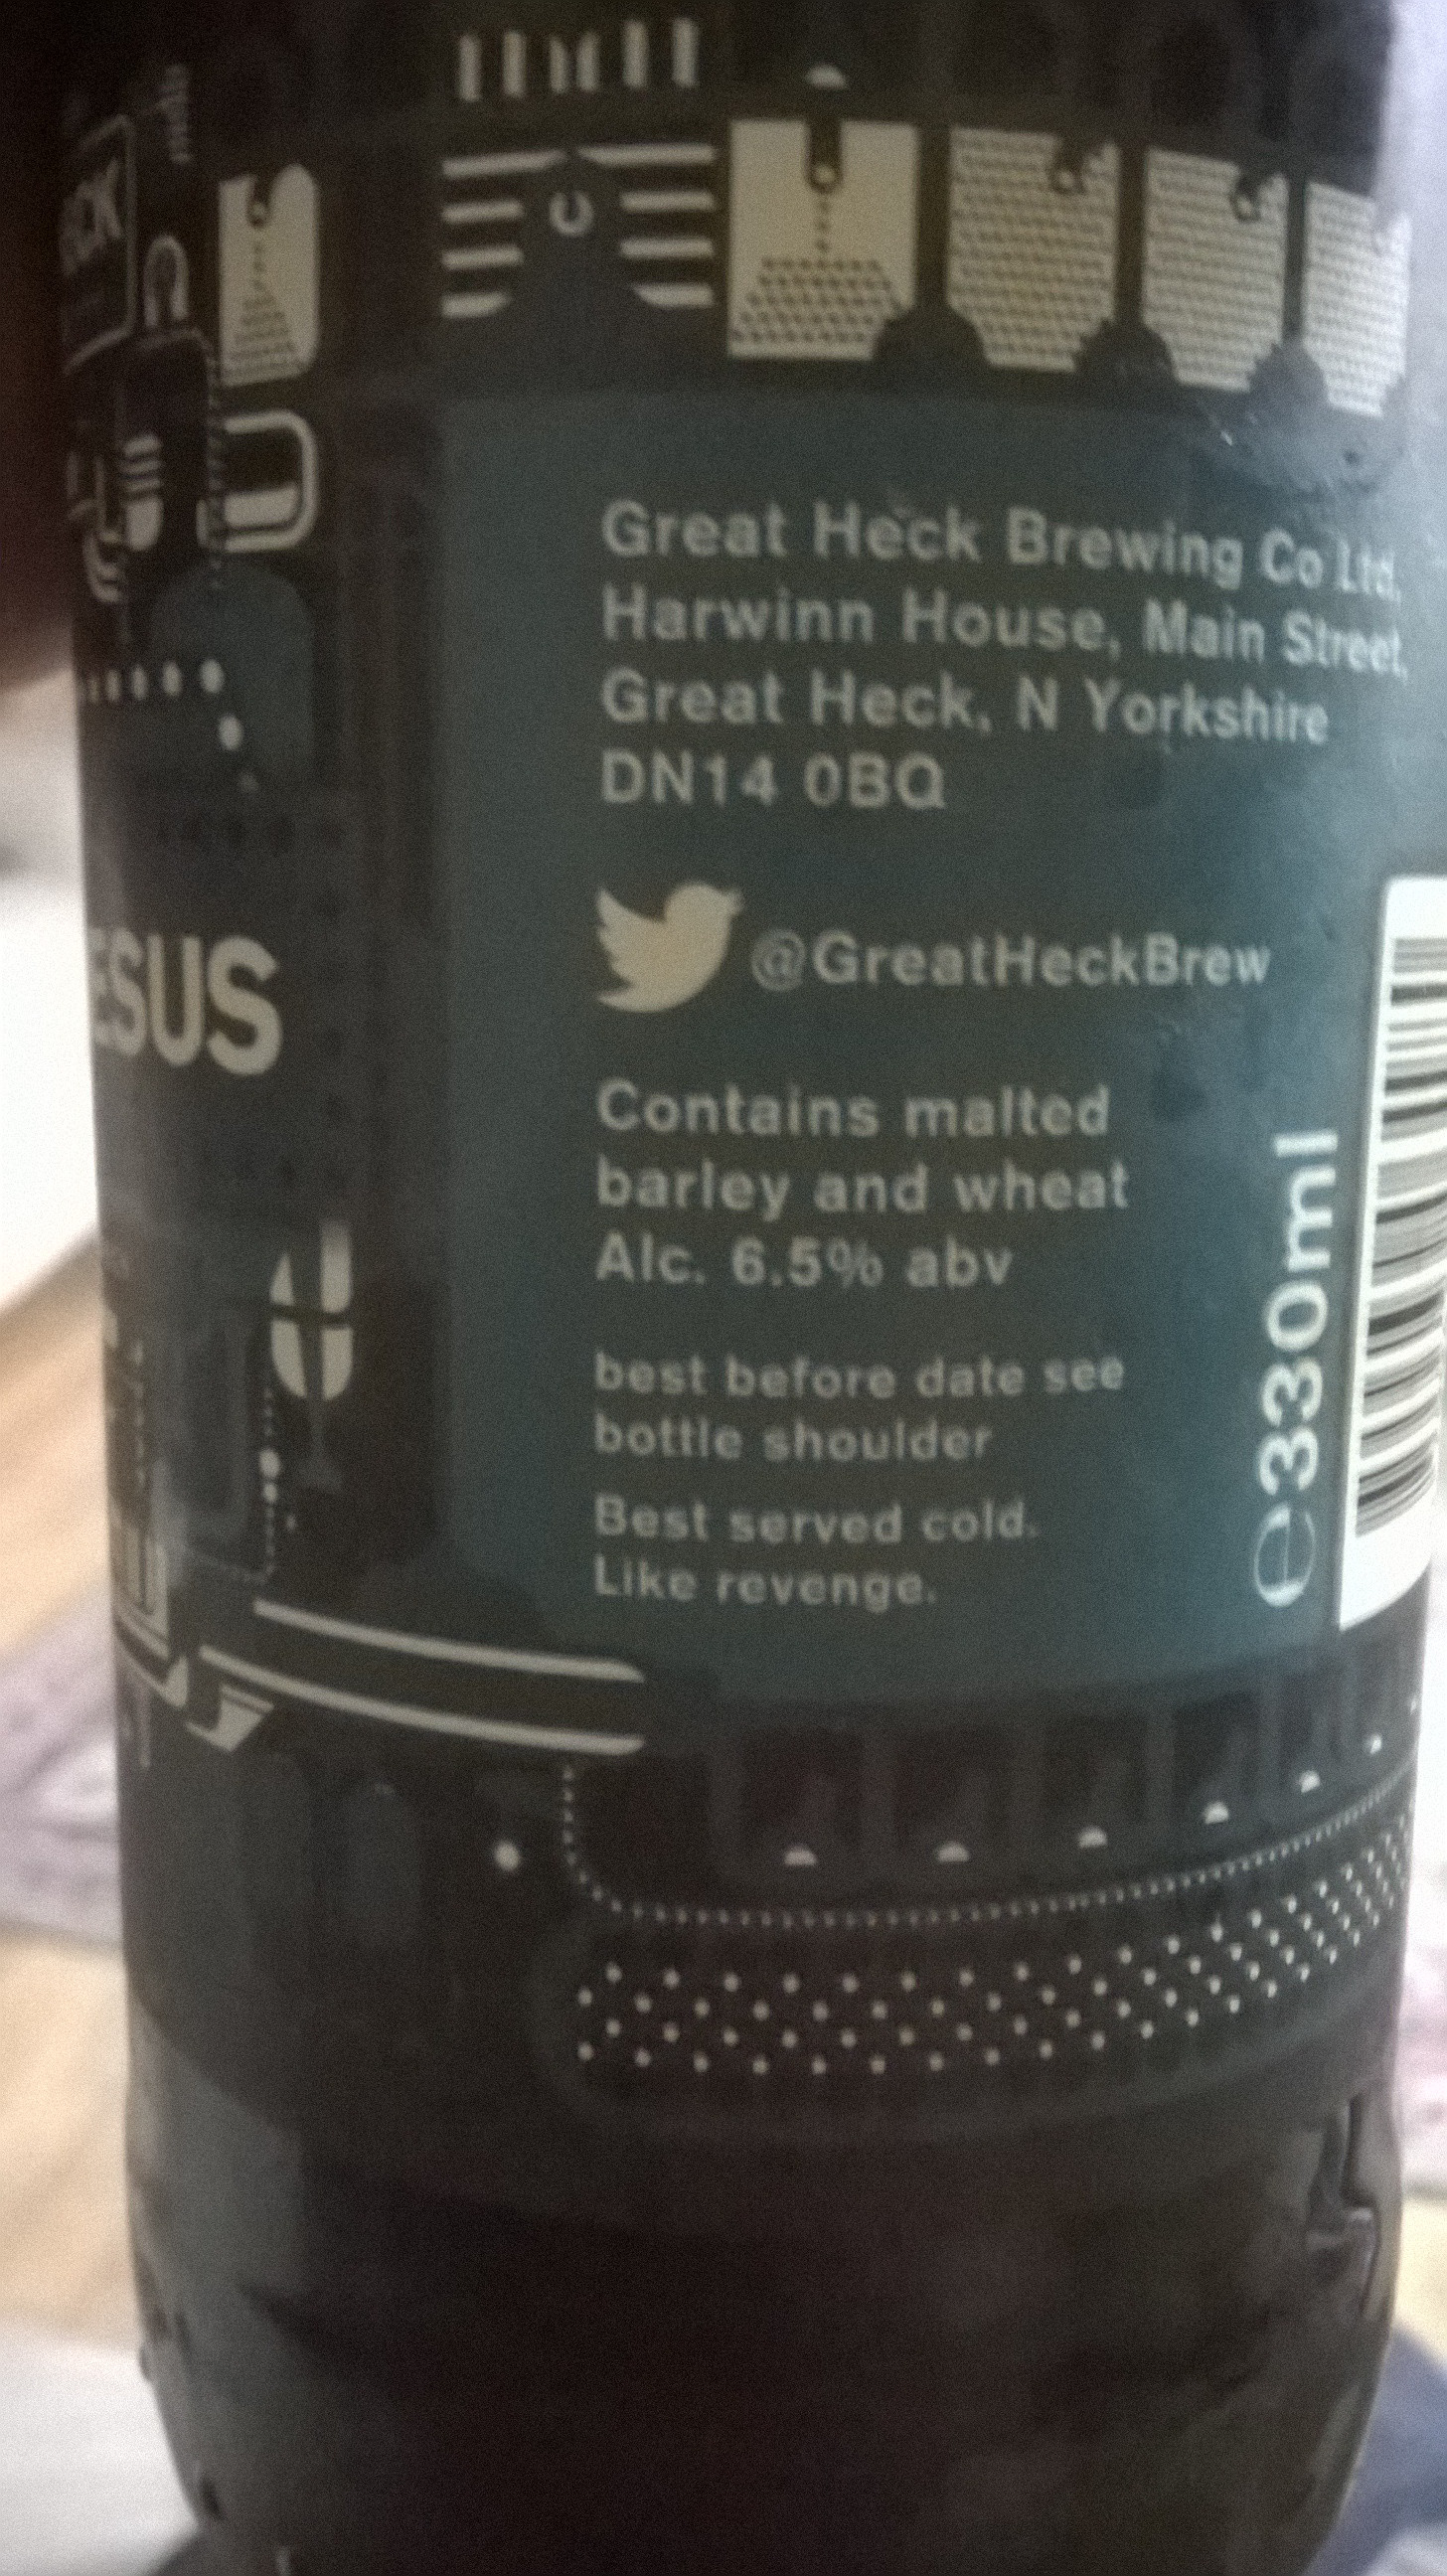 ESUS
Great Heck Brewing Co Ltd.
Harwinn House, Main Street,
Great Heck, N Yorkshire
DN14 0BQ
@GreatHeckBrew
Contains malted
barley and wheat
Alc. 6.5% abv
best before date see
bottle shoulder
Best served cold.
Like revenge.
e330ml